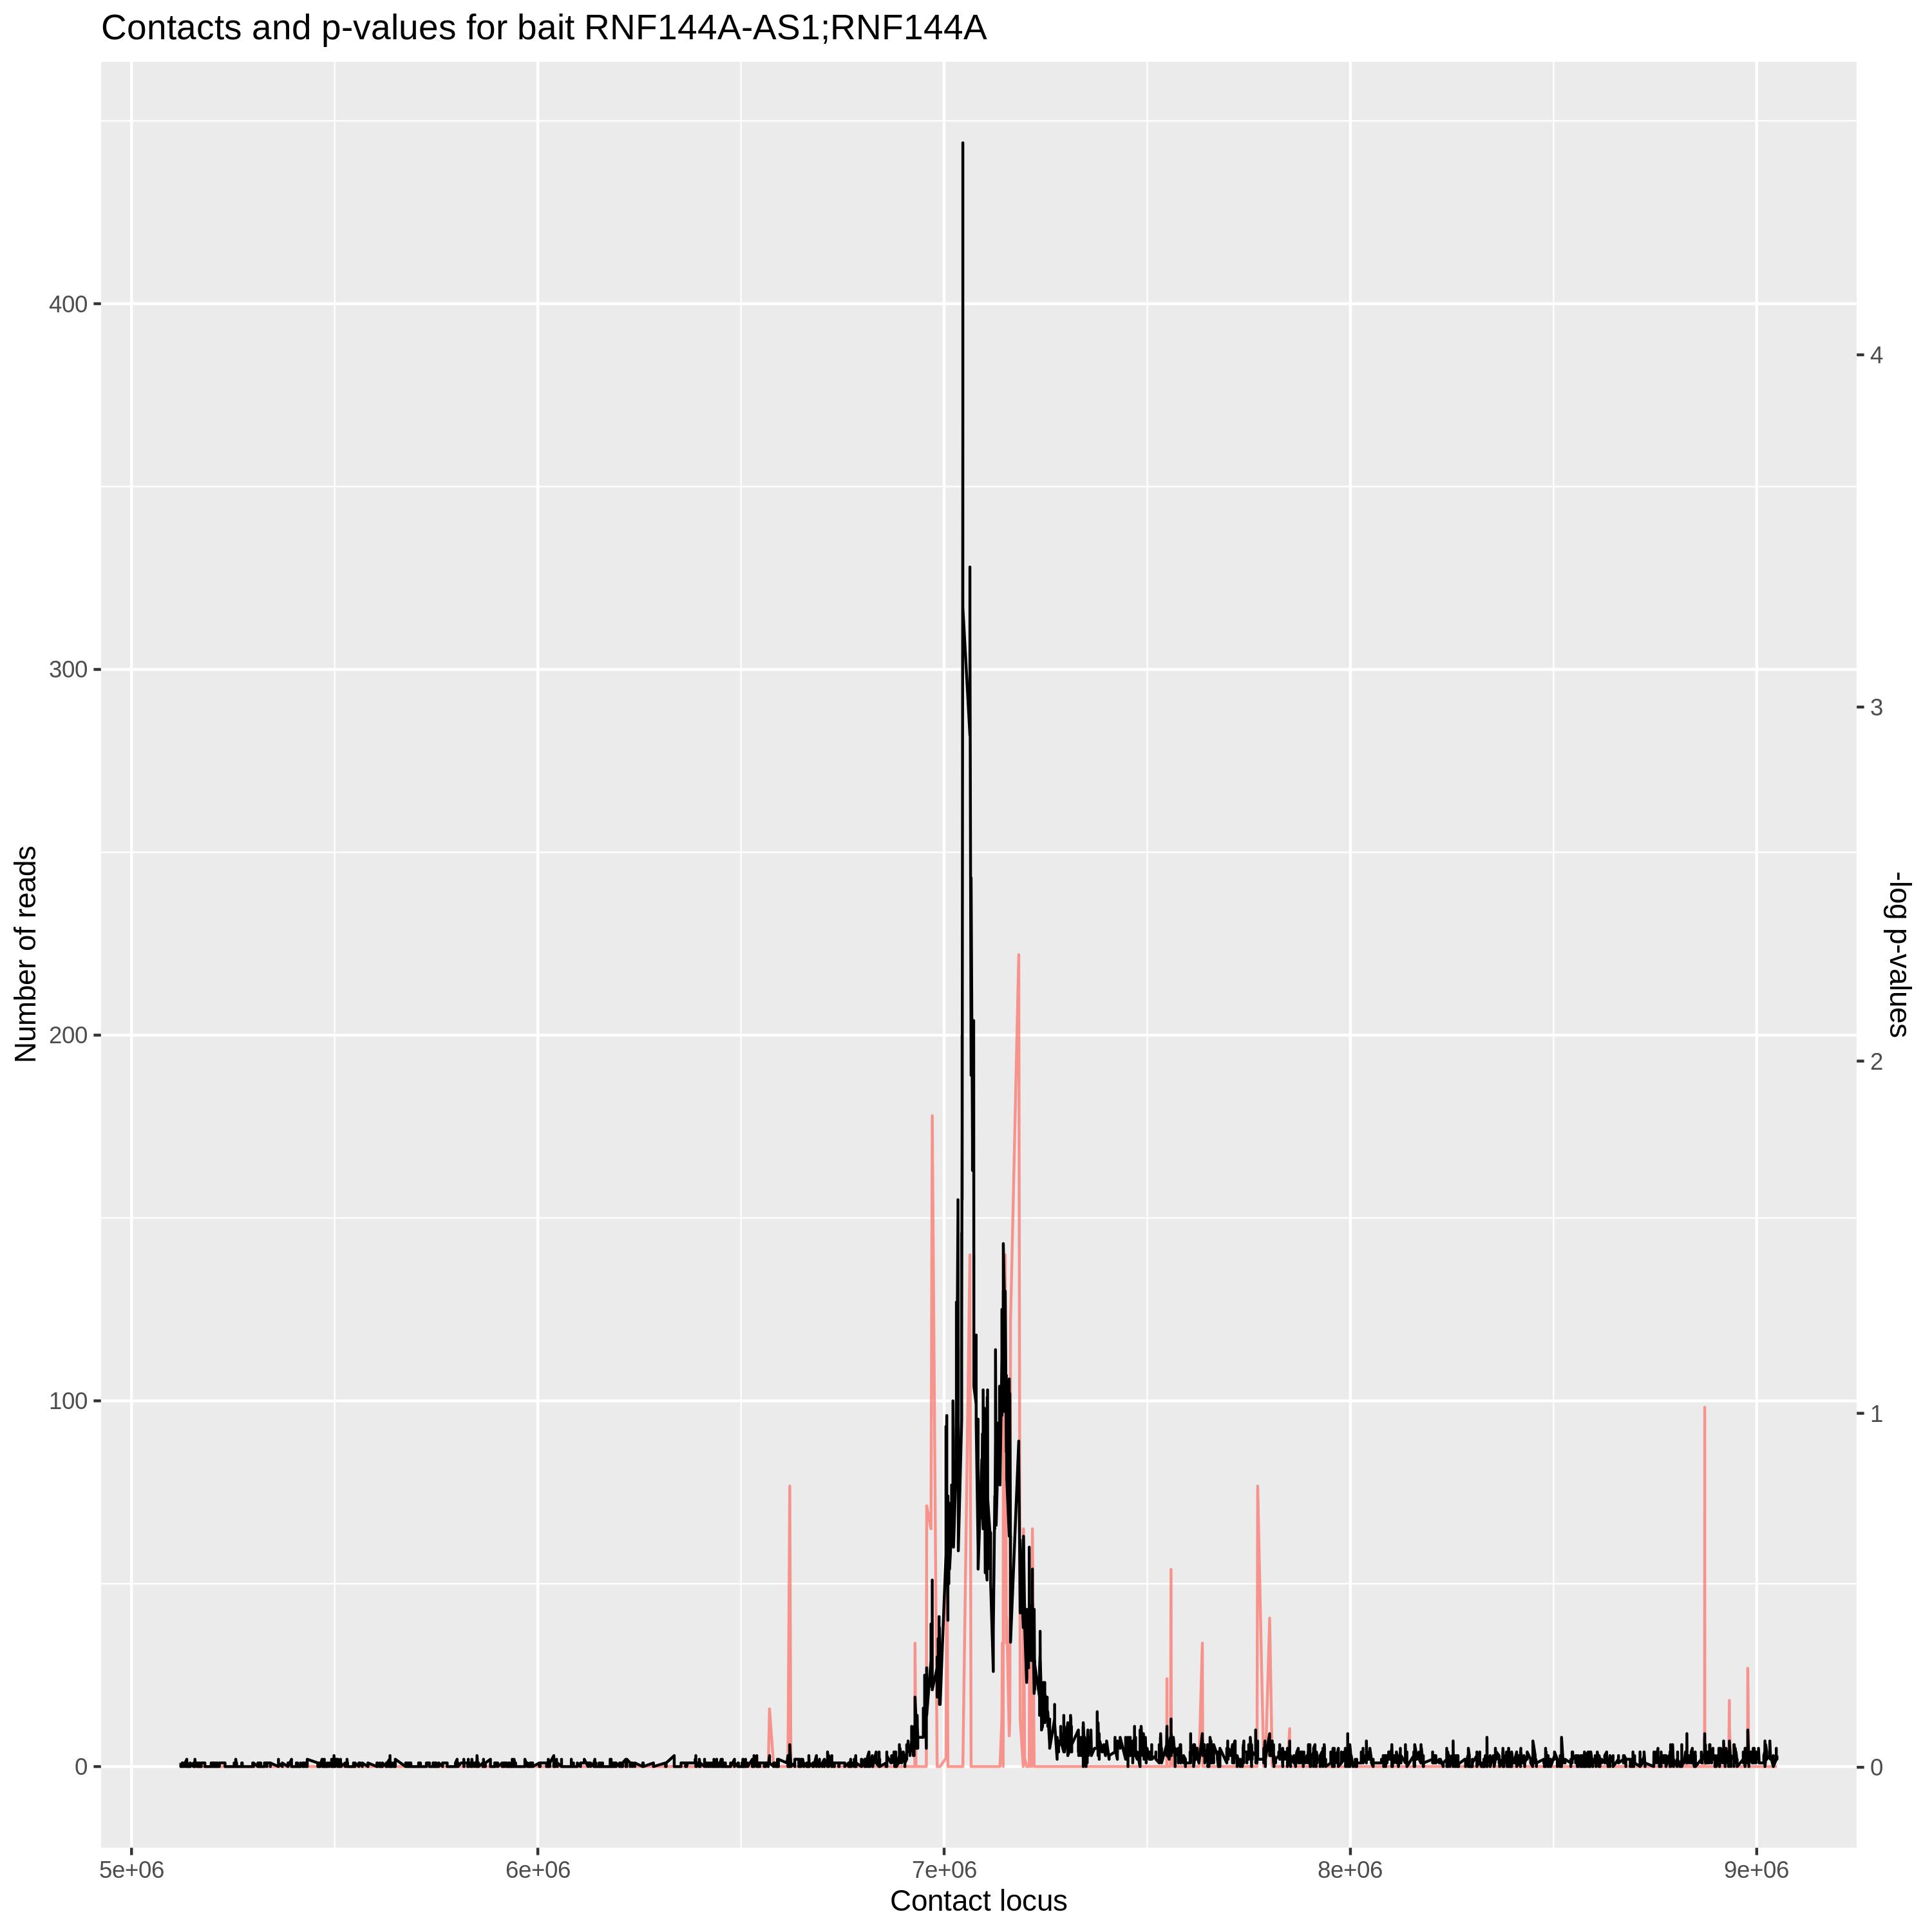 Contacts and p-values for bait RNF144A-AS1;RNF144A
400
300
200
100
0
Number of reads
4
3
2
1
0
-log p-values
5e+06 6e+06 7e+06 8e+06 9e+06
Contact locus